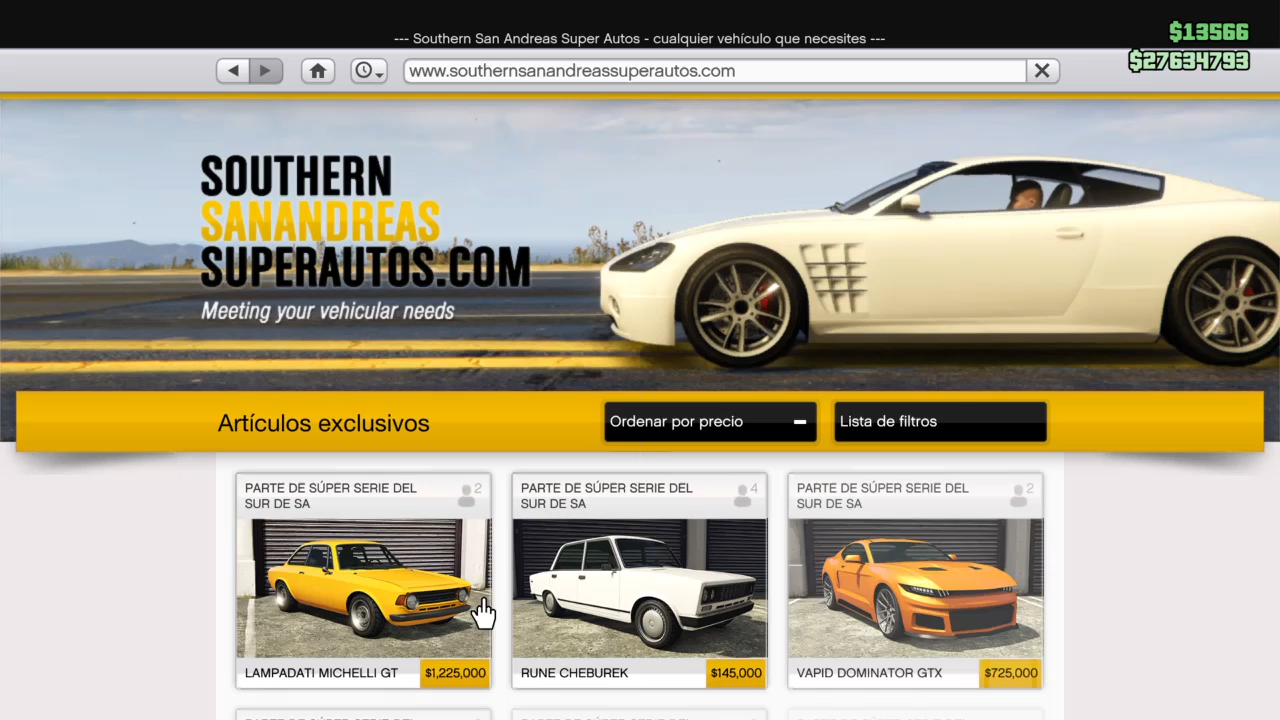 --- Southern San Andreas Super Autos - cualquier vehículo que necesites ---
$13566
$27634793
www.southernsanandreassuperautos.com
SOUTHERN
SANANDREAS
SUPERAUTOS.COM
Meeting your vehicular needs
Artículos exclusivos
Ordenar por precio
Lista de filtros
PARTE DE SÚPER SERIE DEL
SUR DE SA
2
PARTE DE SÚPER SERIE DEL
SUR DE SA
4
PARTE DE SÚPER SERIE DEL
SUR DE SA
2
LAMPADATI MICHELLI GT
$1,225,000
RUNE CHEBUREK
$145,000
VAPID DOMINATOR GTX
$725,000